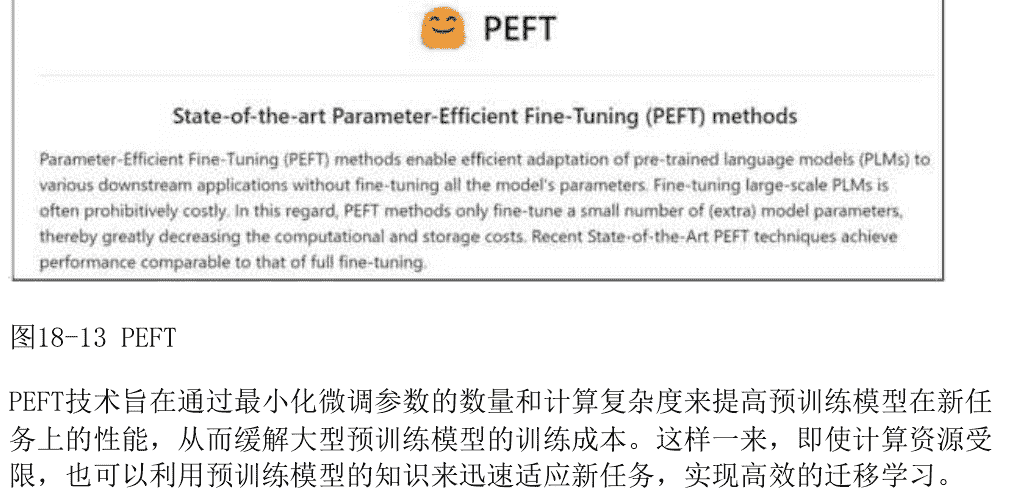 PEFT
State-of-the-art Parameter-Efficient Fine-Tuning (PEFT) methods
Parameter-Efficient Fine-Tuning (PEFT) methods enable efficient adaptation of pre-trained language models (PLMs) to
various downstream applications without fine-tuning all the model's parameters. Fine-tuning large-scale PLMs is
often prohibitively costly. In this regard, PEFT methods only fine-tune a small number of (extra) model parameters,
thereby greatly decreasing the computational and storage costs. Recent State-of-the-Art PEFT techniques achieve
performance comparable to that of full fine-tuning.
图18-13 PEFT
PEFT技术旨在通过最小化微调参数的数量和计算复杂度来提高预训练模型在新任
务上的性能，从而缓解大型预训练模型的训练成本。这样一来，即使计算资源受
限，也可以利用预训练模型的知识来迅速适应新任务，实现高效的迁移学习。